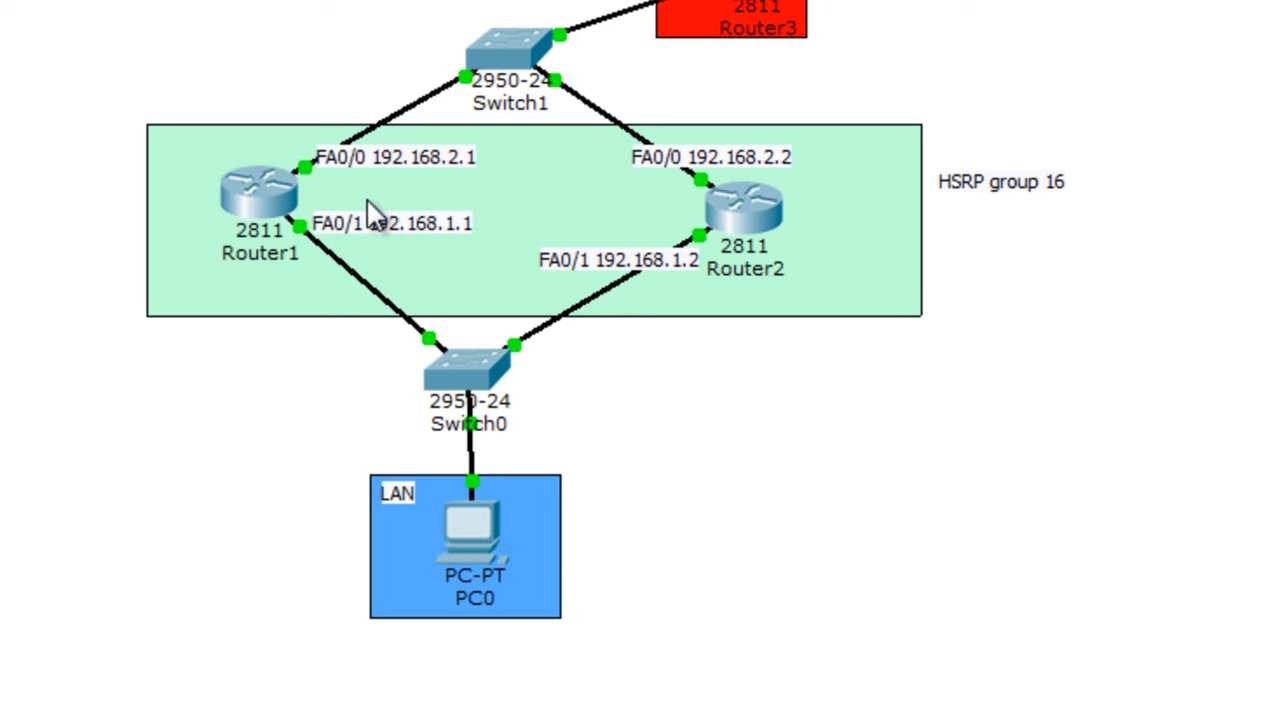 2811
Router3
2950-24
Switch1
FA0/0 192.168.2.1
FA0/0 192.168.2.2
HSRP group 16
FA0/1 192.168.1.1
2811
Router1
2811
Router2
FA0/1 192.168.1.2
2950-24
Switch0
LAN
PC-PT
PC0